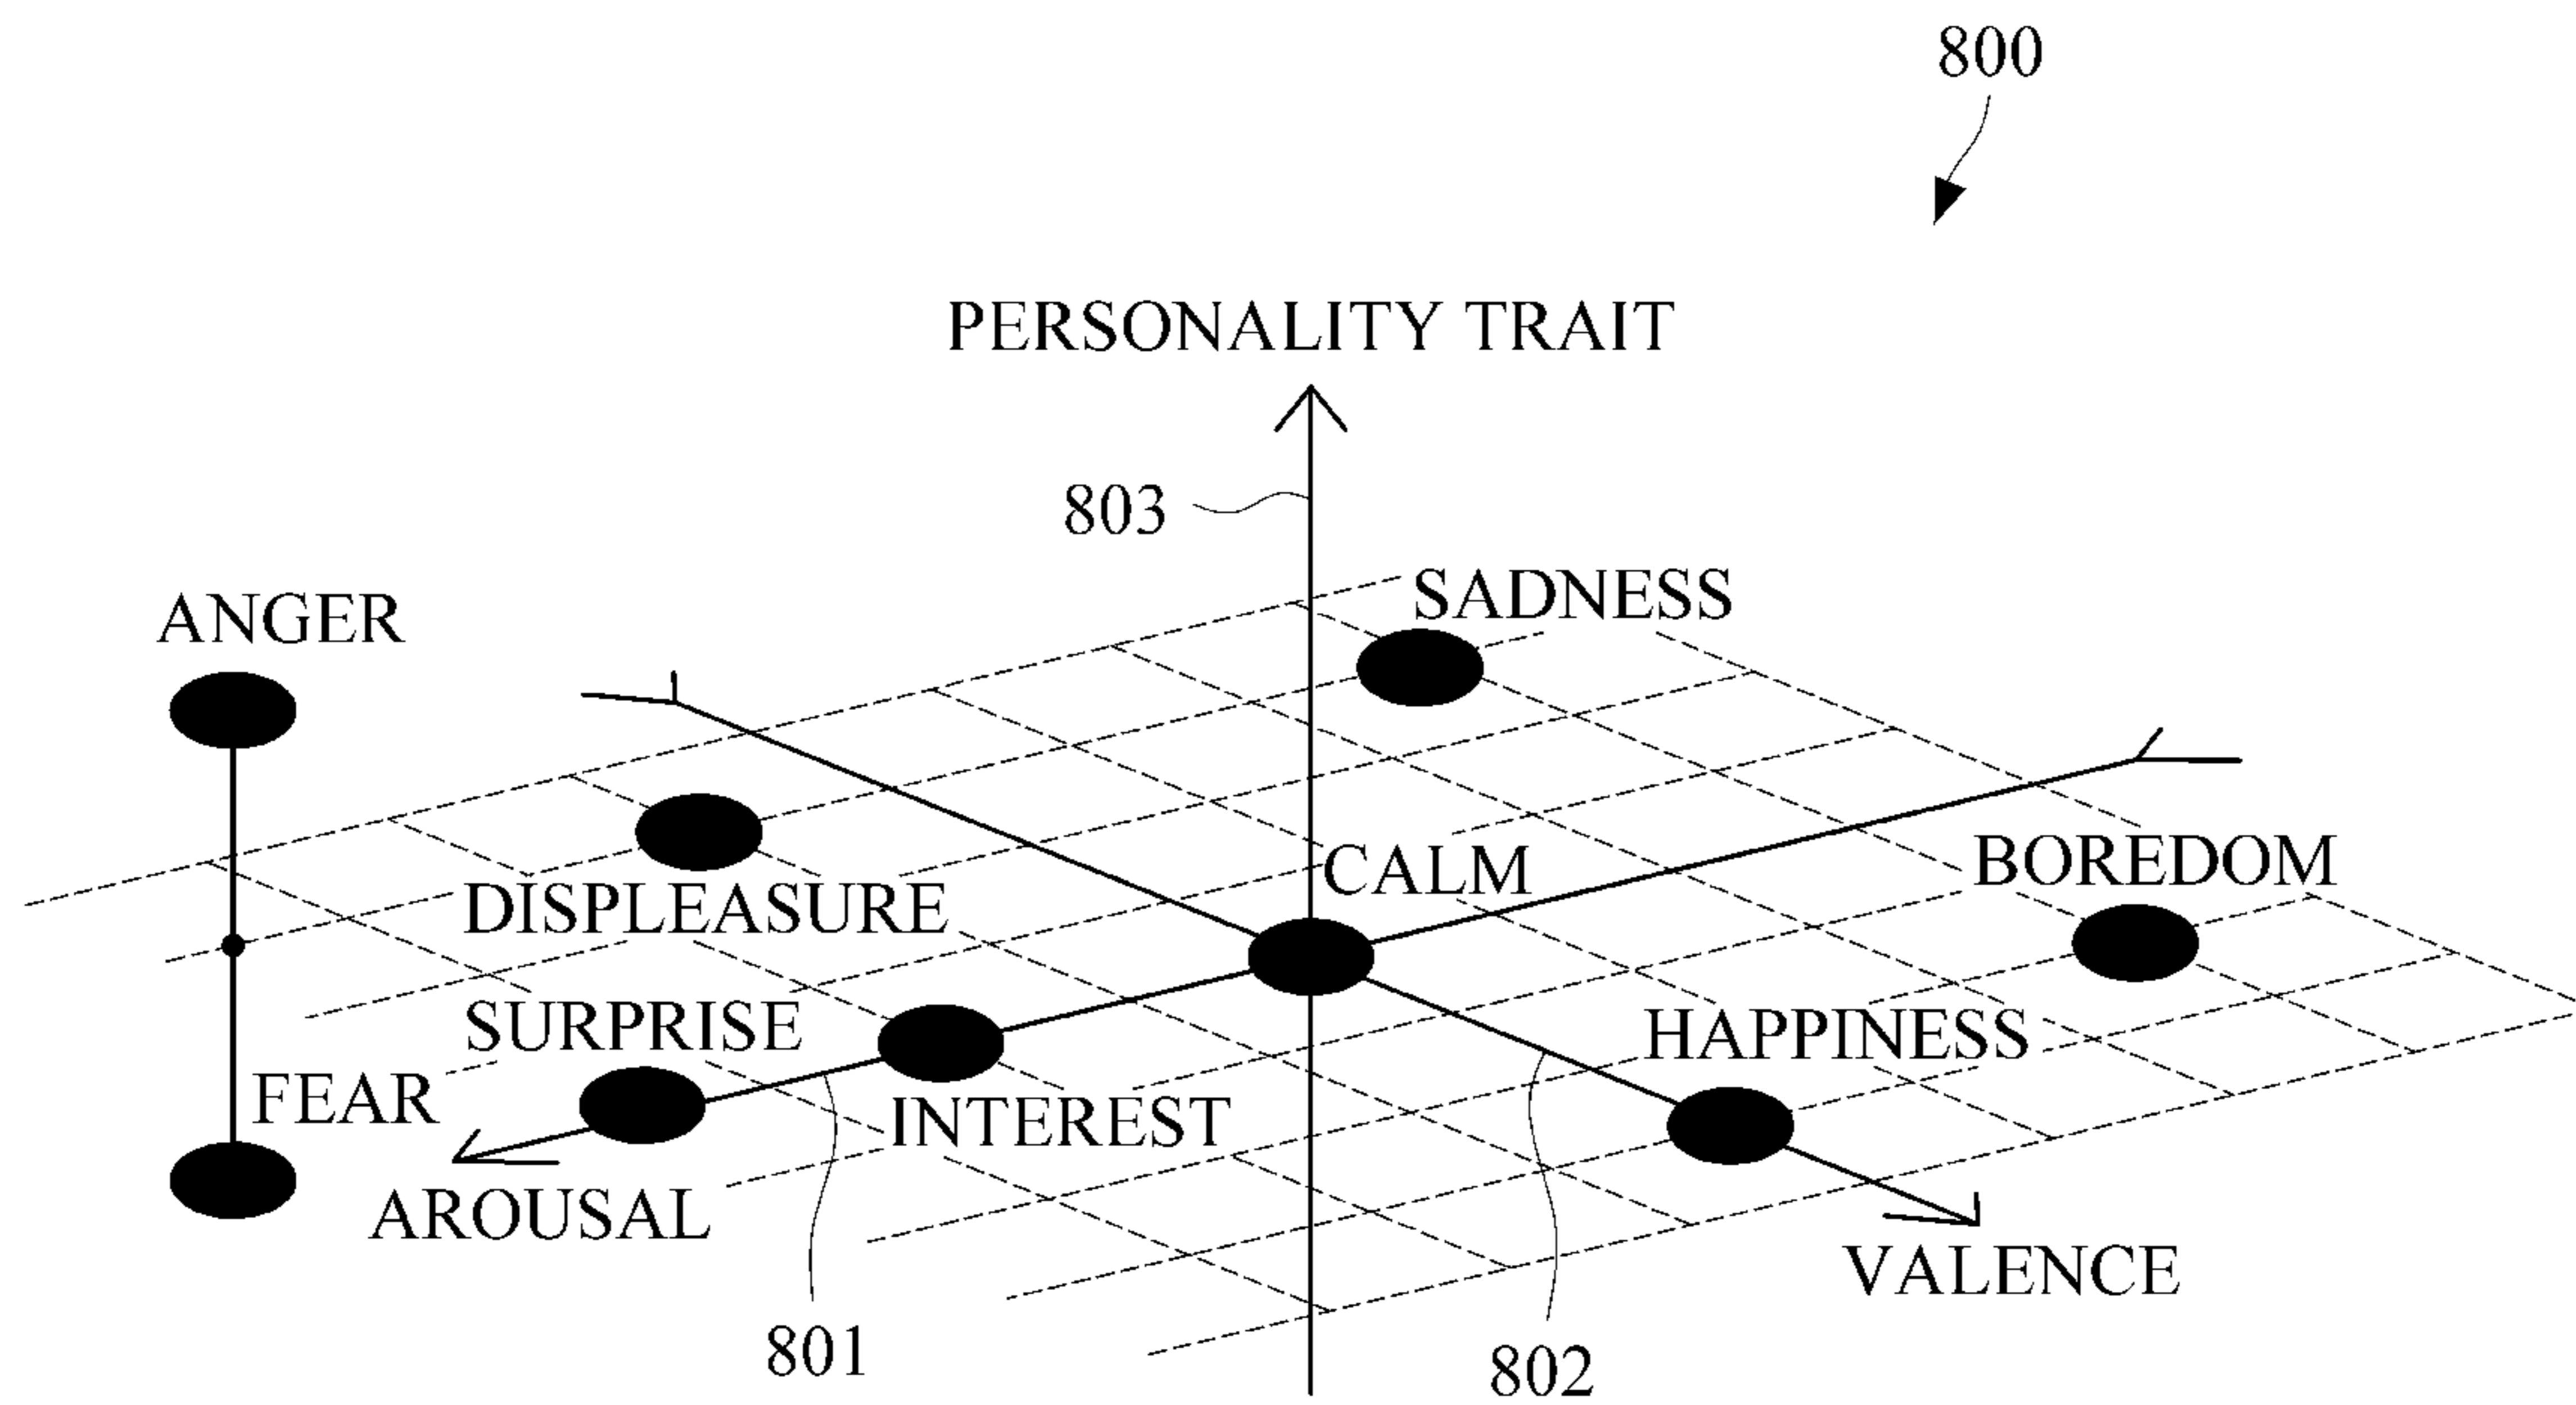 800
PERSONALITY TRAIT
803
SADNESS
ANGER
CALM
BOREDOM
DISPLEASURE
SURPRISE
HAPPINESS
FEAR
INTEREST
AROUSAL
VALENCE
801
802